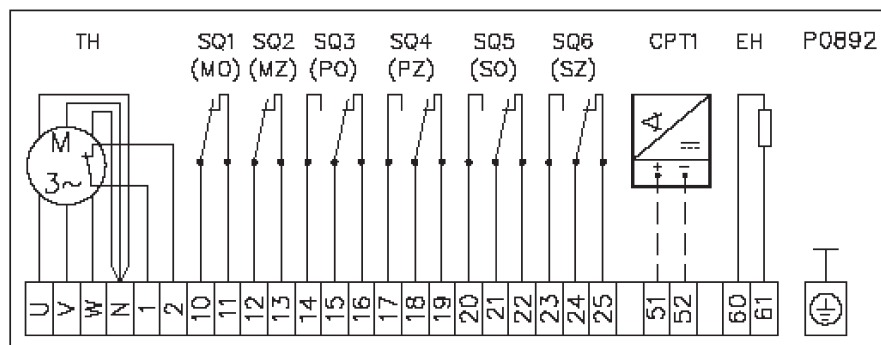 TH SQ1 SQ2 SQ3 SQ4 SQ5 SQ6 CPT1 EH P0892
(MO) (MZ) (PO) (PZ) (SO) (SZ)
M
3~
A
+ −
U V W N 1 2 10 11 12 13 14 15 16 17 18 19 20 21 22 23 24 25 51 52 60 61